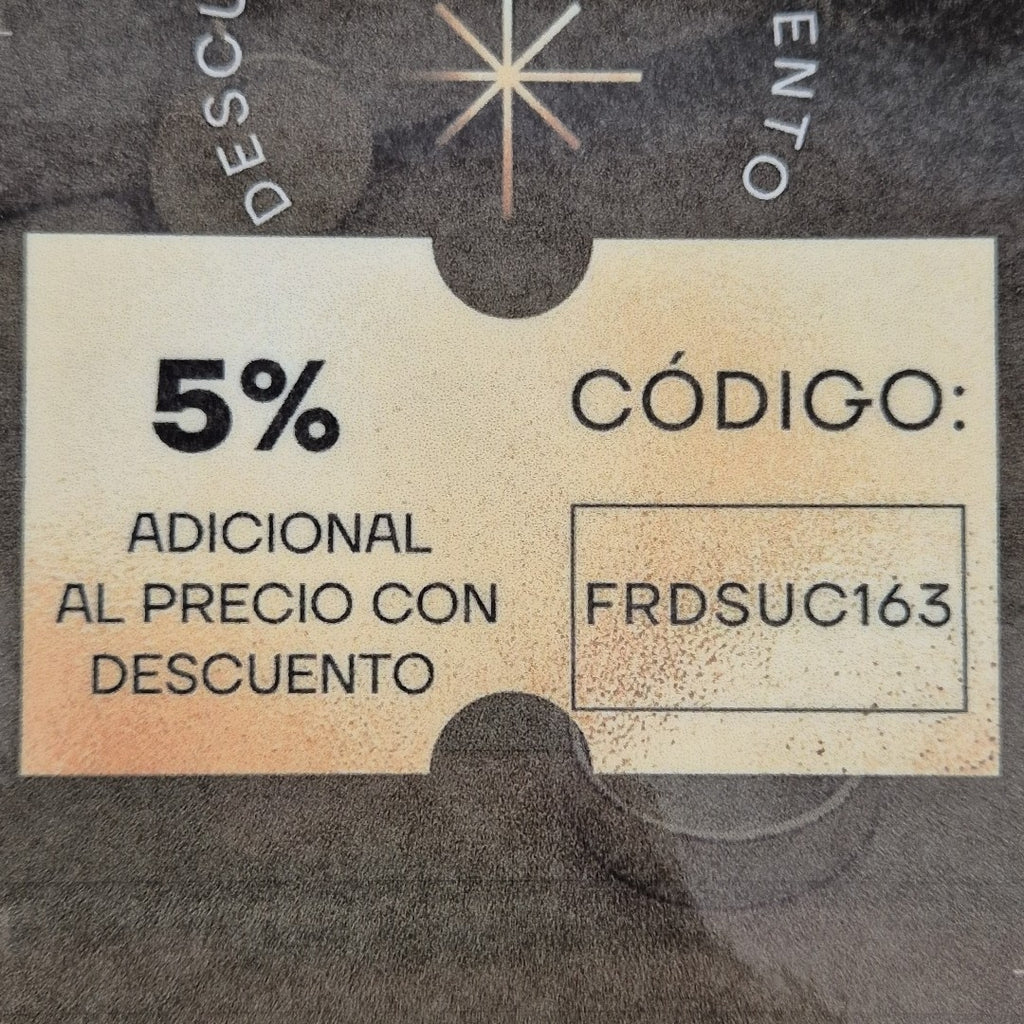 5%
ADICIONAL
AL PRECIO CON
DESCUENTO
CÓDIGO:
FRDSUC163